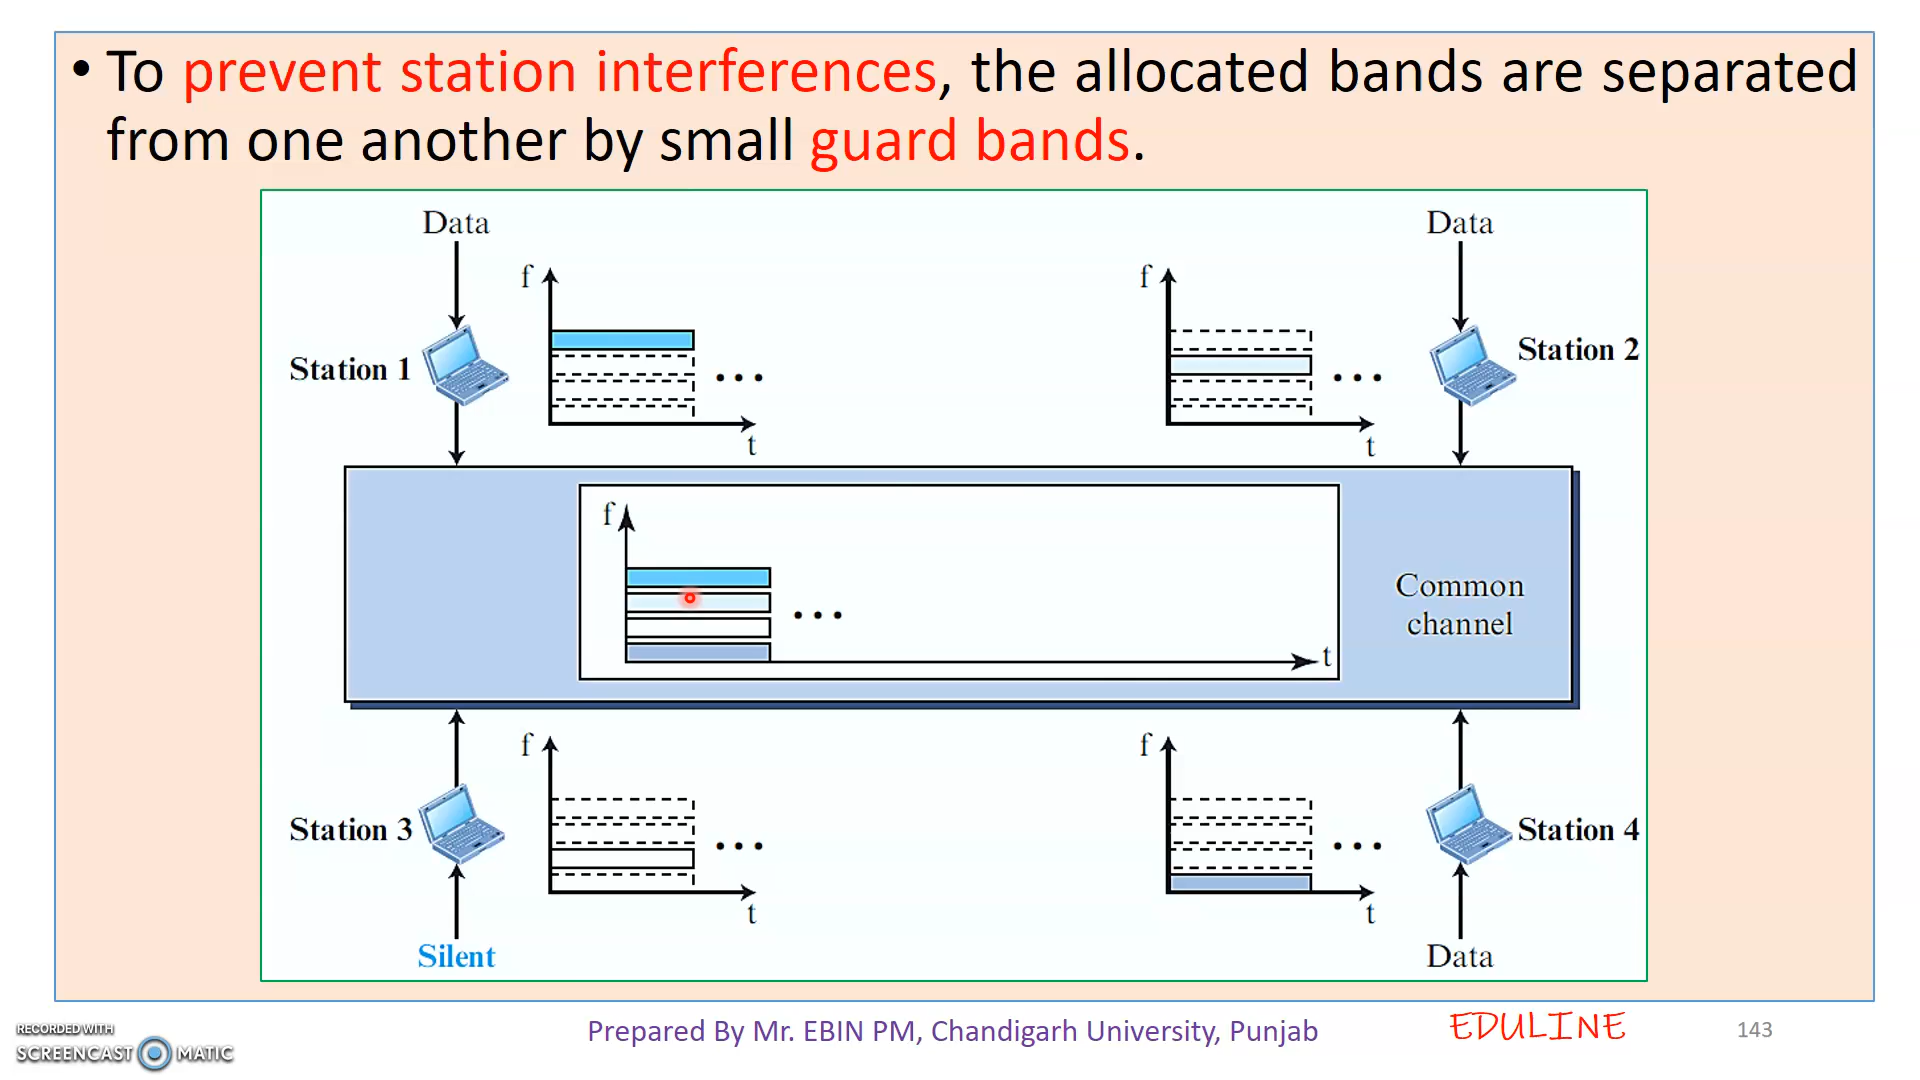 • To prevent station interferences, the allocated bands are separated
from one another by small guard bands.
Data
Data
f
f
Station 1
Station 2
...
...
t
t
f
...
Common
channel
t
f
f
Station 3
Station 4
...
...
t
t
Silent
Data
Prepared By Mr. EBIN PM, Chandigarh University, Punjab
EDULINE
143
RECORDED WITH
SCREENCAST MATIC